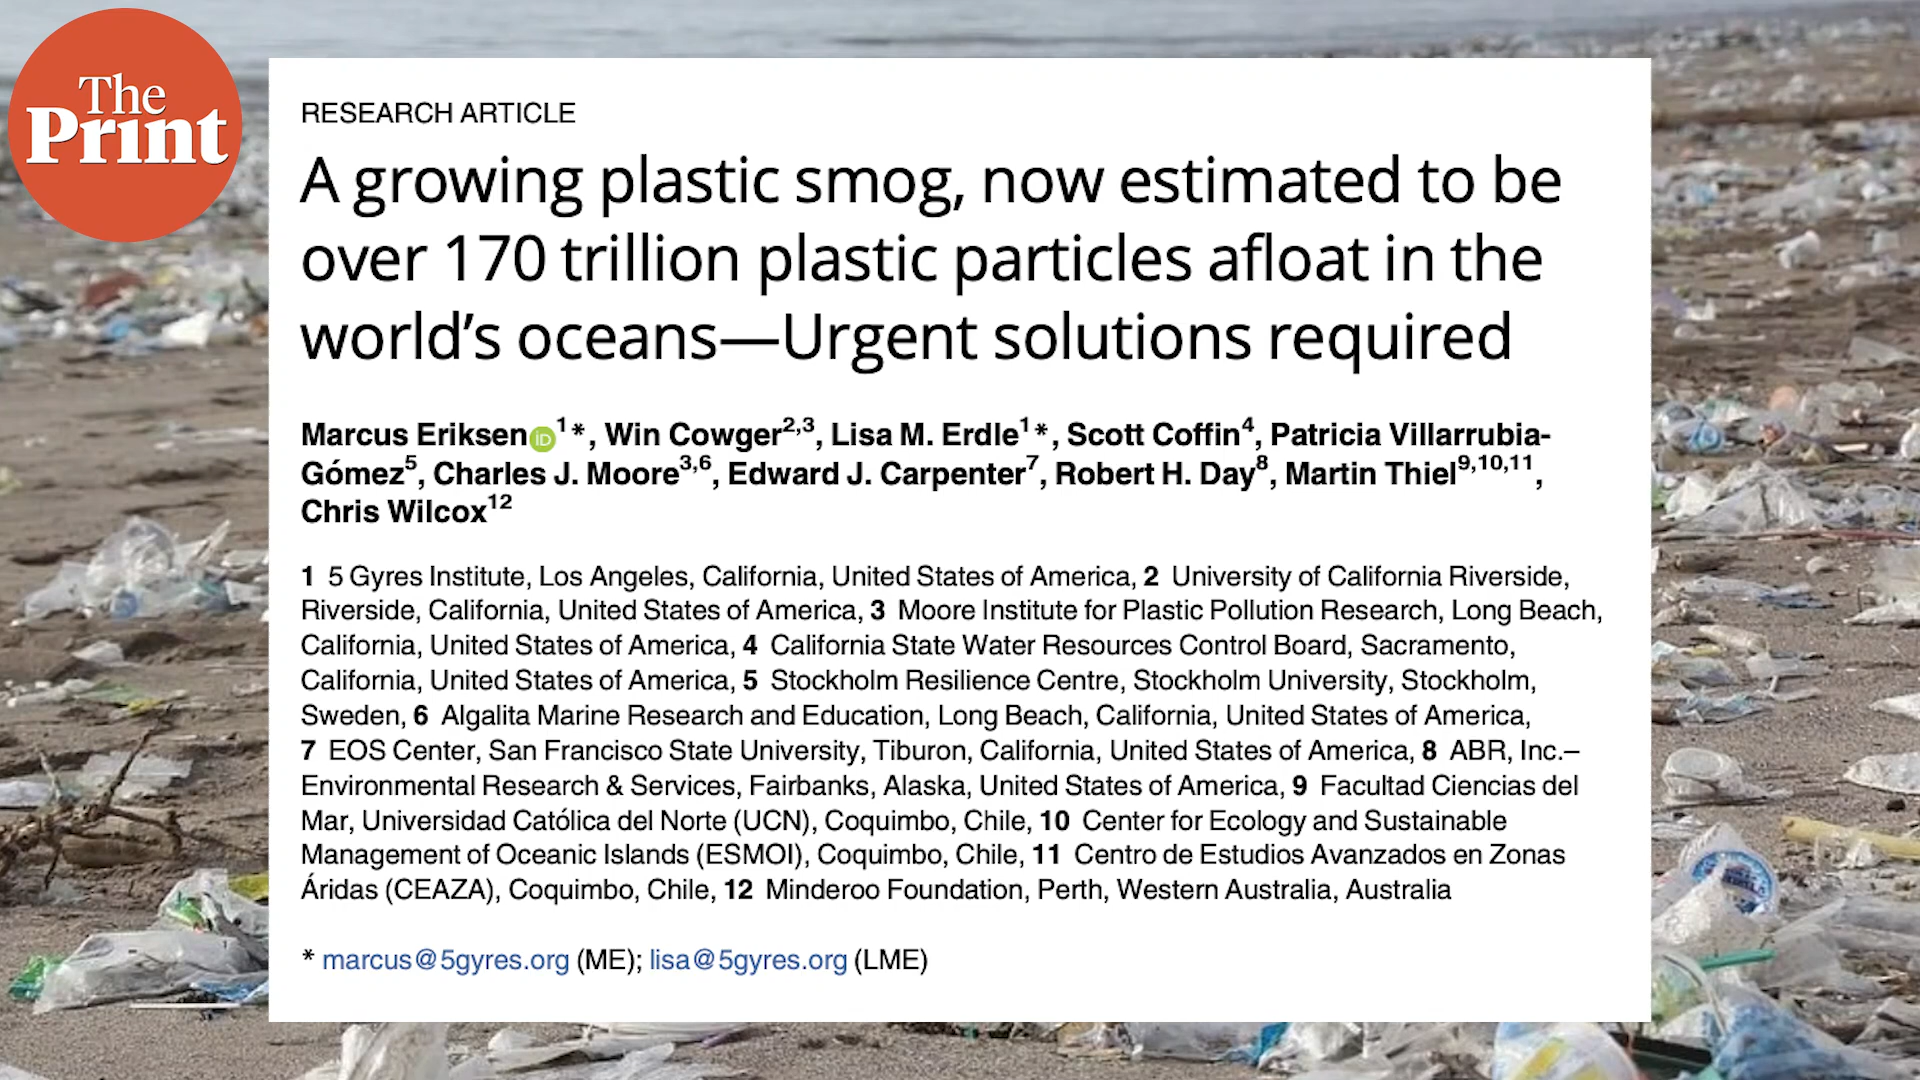 The
Print
RESEARCH ARTICLE
A growing plastic smog, now estimated to be
over 170 trillion plastic particles afloat in the
world’s oceans—Urgent solutions required
Marcus Eriksen iD 1*, Win Cowger2,3, Lisa M. Erdle1*, Scott Coffin4, Patricia Villarrubia-
Gómez5, Charles J. Moore3,6, Edward J. Carpenter7, Robert H. Day8, Martin Thiel9,10,11,
Chris Wilcox12
1 5 Gyres Institute, Los Angeles, California, United States of America, 2 University of California Riverside,
Riverside, California, United States of America, 3 Moore Institute for Plastic Pollution Research, Long Beach,
California, United States of America, 4 California State Water Resources Control Board, Sacramento,
California, United States of America, 5 Stockholm Resilience Centre, Stockholm University, Stockholm,
Sweden, 6 Algalita Marine Research and Education, Long Beach, California, United States of America,
7 EOS Center, San Francisco State University, Tiburon, California, United States of America, 8 ABR, Inc.–
Environmental Research & Services, Fairbanks, Alaska, United States of America, 9 Facultad Ciencias del
Mar, Universidad Católica del Norte (UCN), Coquimbo, Chile, 10 Center for Ecology and Sustainable
Management of Oceanic Islands (ESMOI), Coquimbo, Chile, 11 Centro de Estudios Avanzados en Zonas
Áridas (CEAZA), Coquimbo, Chile, 12 Minderoo Foundation, Perth, Western Australia, Australia
* marcus@5gyres.org (ME); lisa@5gyres.org (LME)